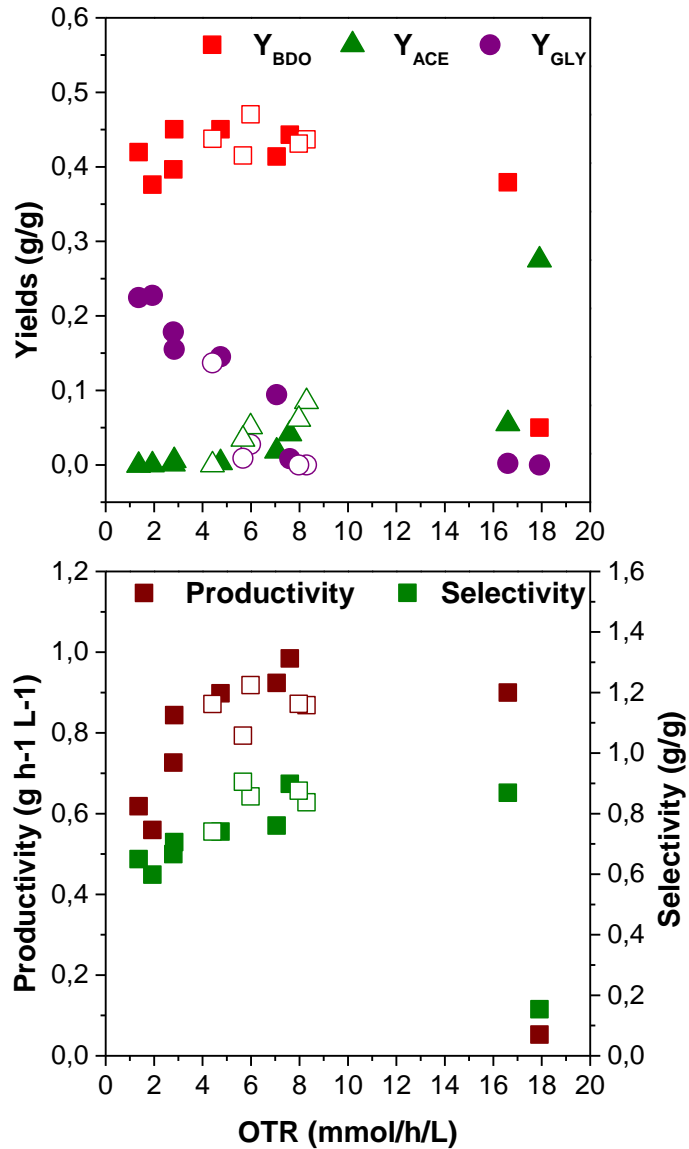 Y_BDO Y_ACE Y_GLY
0,6
0,5
0,4
0,3
0,2
0,1
0,0
Yields (g/g)
0 2 4 6 8 10 12 14 16 18 20
Productivity Selectivity
1,2
1,0
0,8
0,6
0,4
0,2
0,0
Productivity (g h-1 L-1)
1,6
1,4
1,2
1,0
0,8
0,6
0,4
0,2
0,0
Selectivity (g/g)
0 2 4 6 8 10 12 14 16 18 20
OTR (mmol/h/L)